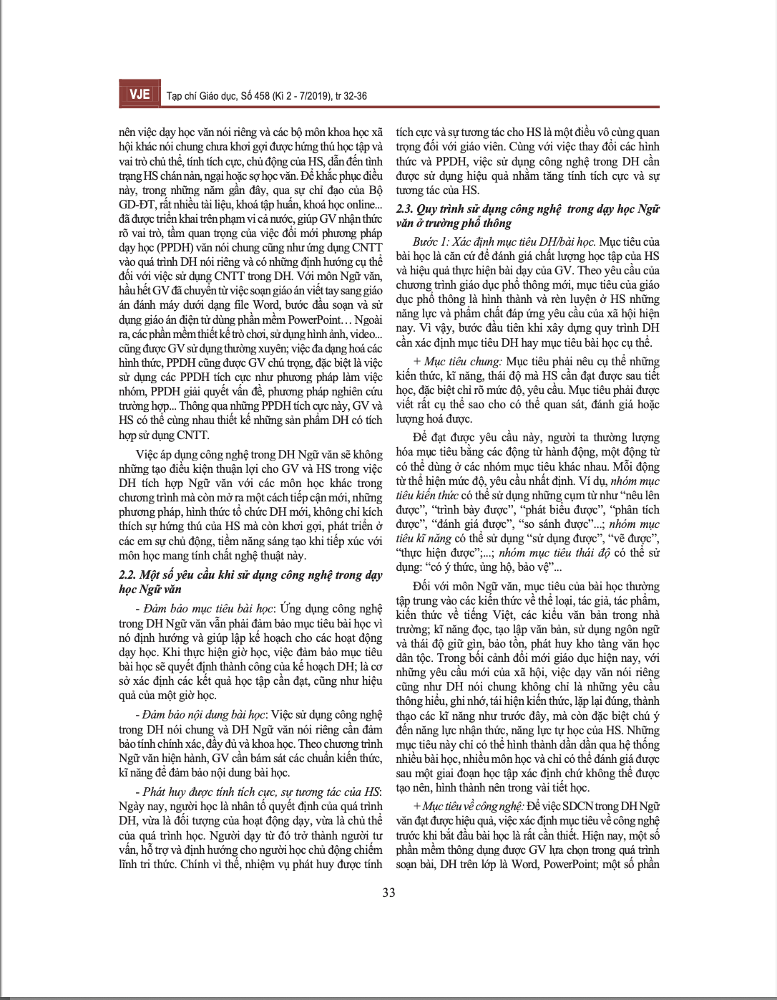 VJE
Tạp chí Giáo dục, Số 458 (Kì 2 - 7/2019), tr 32-36
nên việc dạy học văn nói riêng và các bộ môn khoa học xã
hội khác nói chung chưa khơi gợi được hứng thú học tập và
vai trò chủ thể, tính tích cực, chủ động của HS, dẫn đến tình
trạng HS chán nản, ngại hoặc sợ học văn. Để khắc phục điều
này, trong những năm gần đây, qua sự chỉ đạo của Bộ
GD-ĐT, rất nhiều tài liệu, khoá tập huấn, khoá học online...
đã được triển khai trên phạm vi cả nước, giúp GV nhận thức
rõ vai trò, tầm quan trọng của việc đổi mới phương pháp
dạy học (PPDH) văn nói chung cũng như ứng dụng CNTT
vào quá trình DH nói riêng và có những định hướng cụ thể
đối với việc sử dụng CNTT trong DH. Với môn Ngữ văn,
hầu hết GV đã chuyển từ việc soạn giáo án viết tay sang giáo
án đánh máy dưới dạng file Word, bước đầu soạn và sử
dụng giáo án điện tử dùng phần mềm PowerPoint… Ngoài
ra, các phần mềm thiết kế trò chơi, sử dụng hình ảnh, video...
cũng được GV sử dụng thường xuyên; việc đa dạng hoá các
hình thức, PPDH cũng được GV chú trọng, đặc biệt là việc
sử dụng các PPDH tích cực như phương pháp làm việc
nhóm, PPDH giải quyết vấn đề, phương pháp nghiên cứu
trường hợp... Thông qua những PPDH tích cực này, GV và
HS có thể cùng nhau thiết kế những sản phẩm DH có tích
hợp sử dụng CNTT.
Việc áp dụng công nghệ trong DH Ngữ văn sẽ không
những tạo điều kiện thuận lợi cho GV và HS trong việc
DH tích hợp Ngữ văn với các môn học khác trong
chương trình mà còn mở ra một cách tiếp cận mới, những
phương pháp, hình thức tổ chức DH mới, không chỉ kích
thích sự hứng thú của HS mà còn khơi gợi, phát triển ở
các em sự chủ động, tiềm năng sáng tạo khi tiếp xúc với
môn học mang tính chất nghệ thuật này.
2.2. Một số yêu cầu khi sử dụng công nghệ trong dạy
học Ngữ văn
- Đảm bảo mục tiêu bài học: Ứng dụng công nghệ
trong DH Ngữ văn vẫn phải đảm bảo mục tiêu bài học vì
nó định hướng và giúp lập kế hoạch cho các hoạt động
dạy học. Khi thực hiện giờ học, việc đảm bảo mục tiêu
bài học sẽ quyết định thành công của kế hoạch DH; là cơ
sở xác định các kết quả học tập cần đạt, cũng như hiệu
quả của một giờ học.
- Đảm bảo nội dung bài học: Việc sử dụng công nghệ
trong DH nói chung và DH Ngữ văn nói riêng cần đảm
bảo tính chính xác, đầy đủ và khoa học. Theo chương trình
Ngữ văn hiện hành, GV cần bám sát các chuẩn kiến thức,
kĩ năng để đảm bảo nội dung bài học.
- Phát huy được tính tích cực, sự tương tác của HS:
Ngày nay, người học là nhân tố quyết định của quá trình
DH, vừa là đối tượng của hoạt động dạy, vừa là chủ thể
của quá trình học. Người dạy từ đó trở thành người tư
vấn, hỗ trợ và định hướng cho người học chủ động chiếm
lĩnh tri thức. Chính vì thế, nhiệm vụ phát huy được tính
tích cực và sự tương tác cho HS là một điều vô cùng quan
trọng đối với giáo viên. Cùng với việc thay đổi các hình
thức và PPDH, việc sử dụng công nghệ trong DH cần
được sử dụng hiệu quả nhằm tăng tính tích cực và sự
tương tác của HS.
2.3. Quy trình sử dụng công nghệ trong dạy học Ngữ
văn ở trường phổ thông
Bước 1: Xác định mục tiêu DH/bài học. Mục tiêu của
bài học là căn cứ để đánh giá chất lượng học tập của HS
và hiệu quả thực hiện bài dạy của GV. Theo yêu cầu của
chương trình giáo dục phổ thông mới, mục tiêu của giáo
dục phổ thông là hình thành và rèn luyện ở HS những
năng lực và phẩm chất đáp ứng yêu cầu của xã hội hiện
nay. Vì vậy, bước đầu tiên khi xây dựng quy trình DH
cần xác định mục tiêu DH hay mục tiêu bài học cụ thể.
+ Mục tiêu chung: Mục tiêu phải nêu cụ thể những
kiến thức, kĩ năng, thái độ mà HS cần đạt được sau tiết
học, đặc biệt chỉ rõ mức độ, yêu cầu. Mục tiêu phải được
viết rất cụ thể sao cho có thể quan sát, đánh giá hoặc
lượng hoá được.
Để đạt được yêu cầu này, người ta thường lượng
hóa mục tiêu bằng các động từ hành động, một động từ
có thể dùng ở các nhóm mục tiêu khác nhau. Mỗi động
từ thể hiện mức độ, yêu cầu nhất định. Ví dụ, nhóm mục
tiêu kiến thức có thể sử dụng những cụm từ như “nêu lên
được”, “trình bày được”, “phát biểu được”, “phân tích
được”, “đánh giá được”, “so sánh được”...; nhóm mục
tiêu kĩ năng có thể sử dụng “sử dụng được”, “vẽ được”,
“thực hiện được”;...; nhóm mục tiêu thái độ có thể sử
dụng: “có ý thức, ủng hộ, bảo vệ”...
Đối với môn Ngữ văn, mục tiêu của bài học thường
tập trung vào các kiến thức về thể loại, tác giả, tác phẩm,
kiến thức về tiếng Việt, các kiểu văn bản trong nhà
trường; kĩ năng đọc, tạo lập văn bản, sử dụng ngôn ngữ
và thái độ giữ gìn, bảo tồn, phát huy kho tàng văn học
dân tộc. Trong bối cảnh đổi mới giáo dục hiện nay, với
những yêu cầu mới của xã hội, việc dạy văn nói riêng
cũng như DH nói chung không chỉ là những yêu cầu
thông hiểu, ghi nhớ, tái hiện kiến thức, lặp lại đúng, thành
thạo các kĩ năng như trước đây, mà còn đặc biệt chú ý
đến năng lực nhận thức, năng lực tự học của HS. Những
mục tiêu này chỉ có thể hình thành dần dần qua hệ thống
nhiều bài học, nhiều môn học và chỉ có thể đánh giá được
sau một giai đoạn học tập xác định chứ không thể được
tạo nên, hình thành nên trong vài tiết học.
+ Mục tiêu về công nghệ: Để việc SDCN trong DH Ngữ
văn đạt được hiệu quả, việc xác định mục tiêu về công nghệ
trước khi bắt đầu bài học là rất cần thiết. Hiện nay, một số
phần mềm thông dụng được GV lựa chọn trong quá trình
soạn bài, DH trên lớp là Word, PowerPoint; một số phần
33